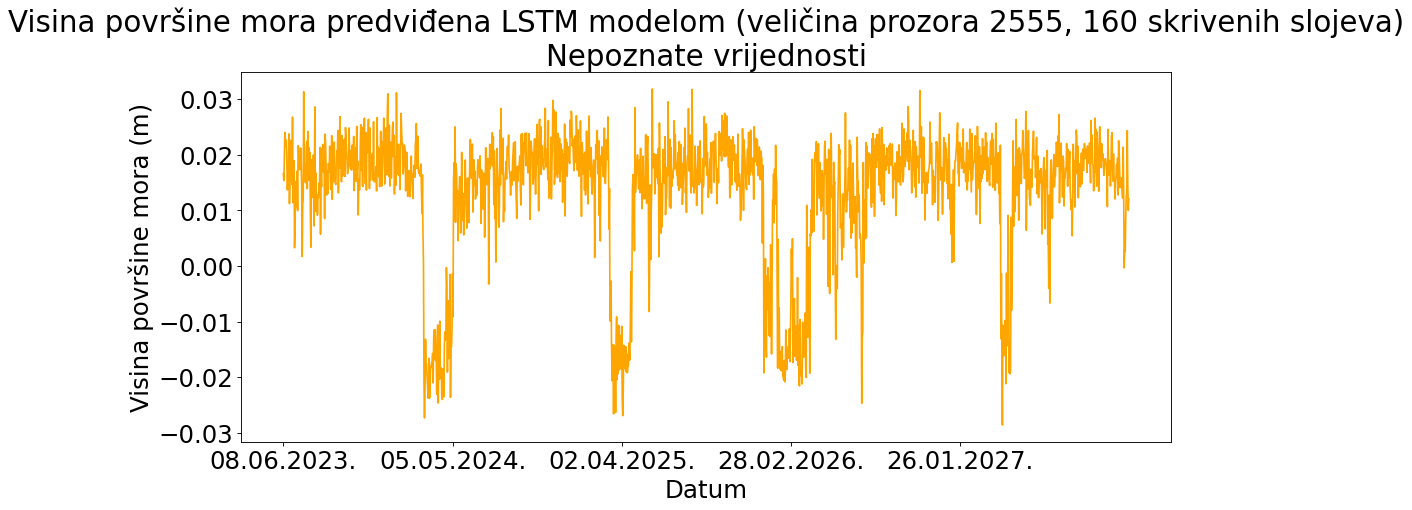 Visina površine mora predviđena LSTM modelom (veličina prozora 2555, 160 skrivenih slojeva)
Nepoznate vrijednosti
Visina površine mora (m)
0.03
0.02
0.01
0.00
−0.01
−0.02
−0.03
08.06.2023. 05.05.2024. 02.04.2025. 28.02.2026. 26.01.2027.
Datum